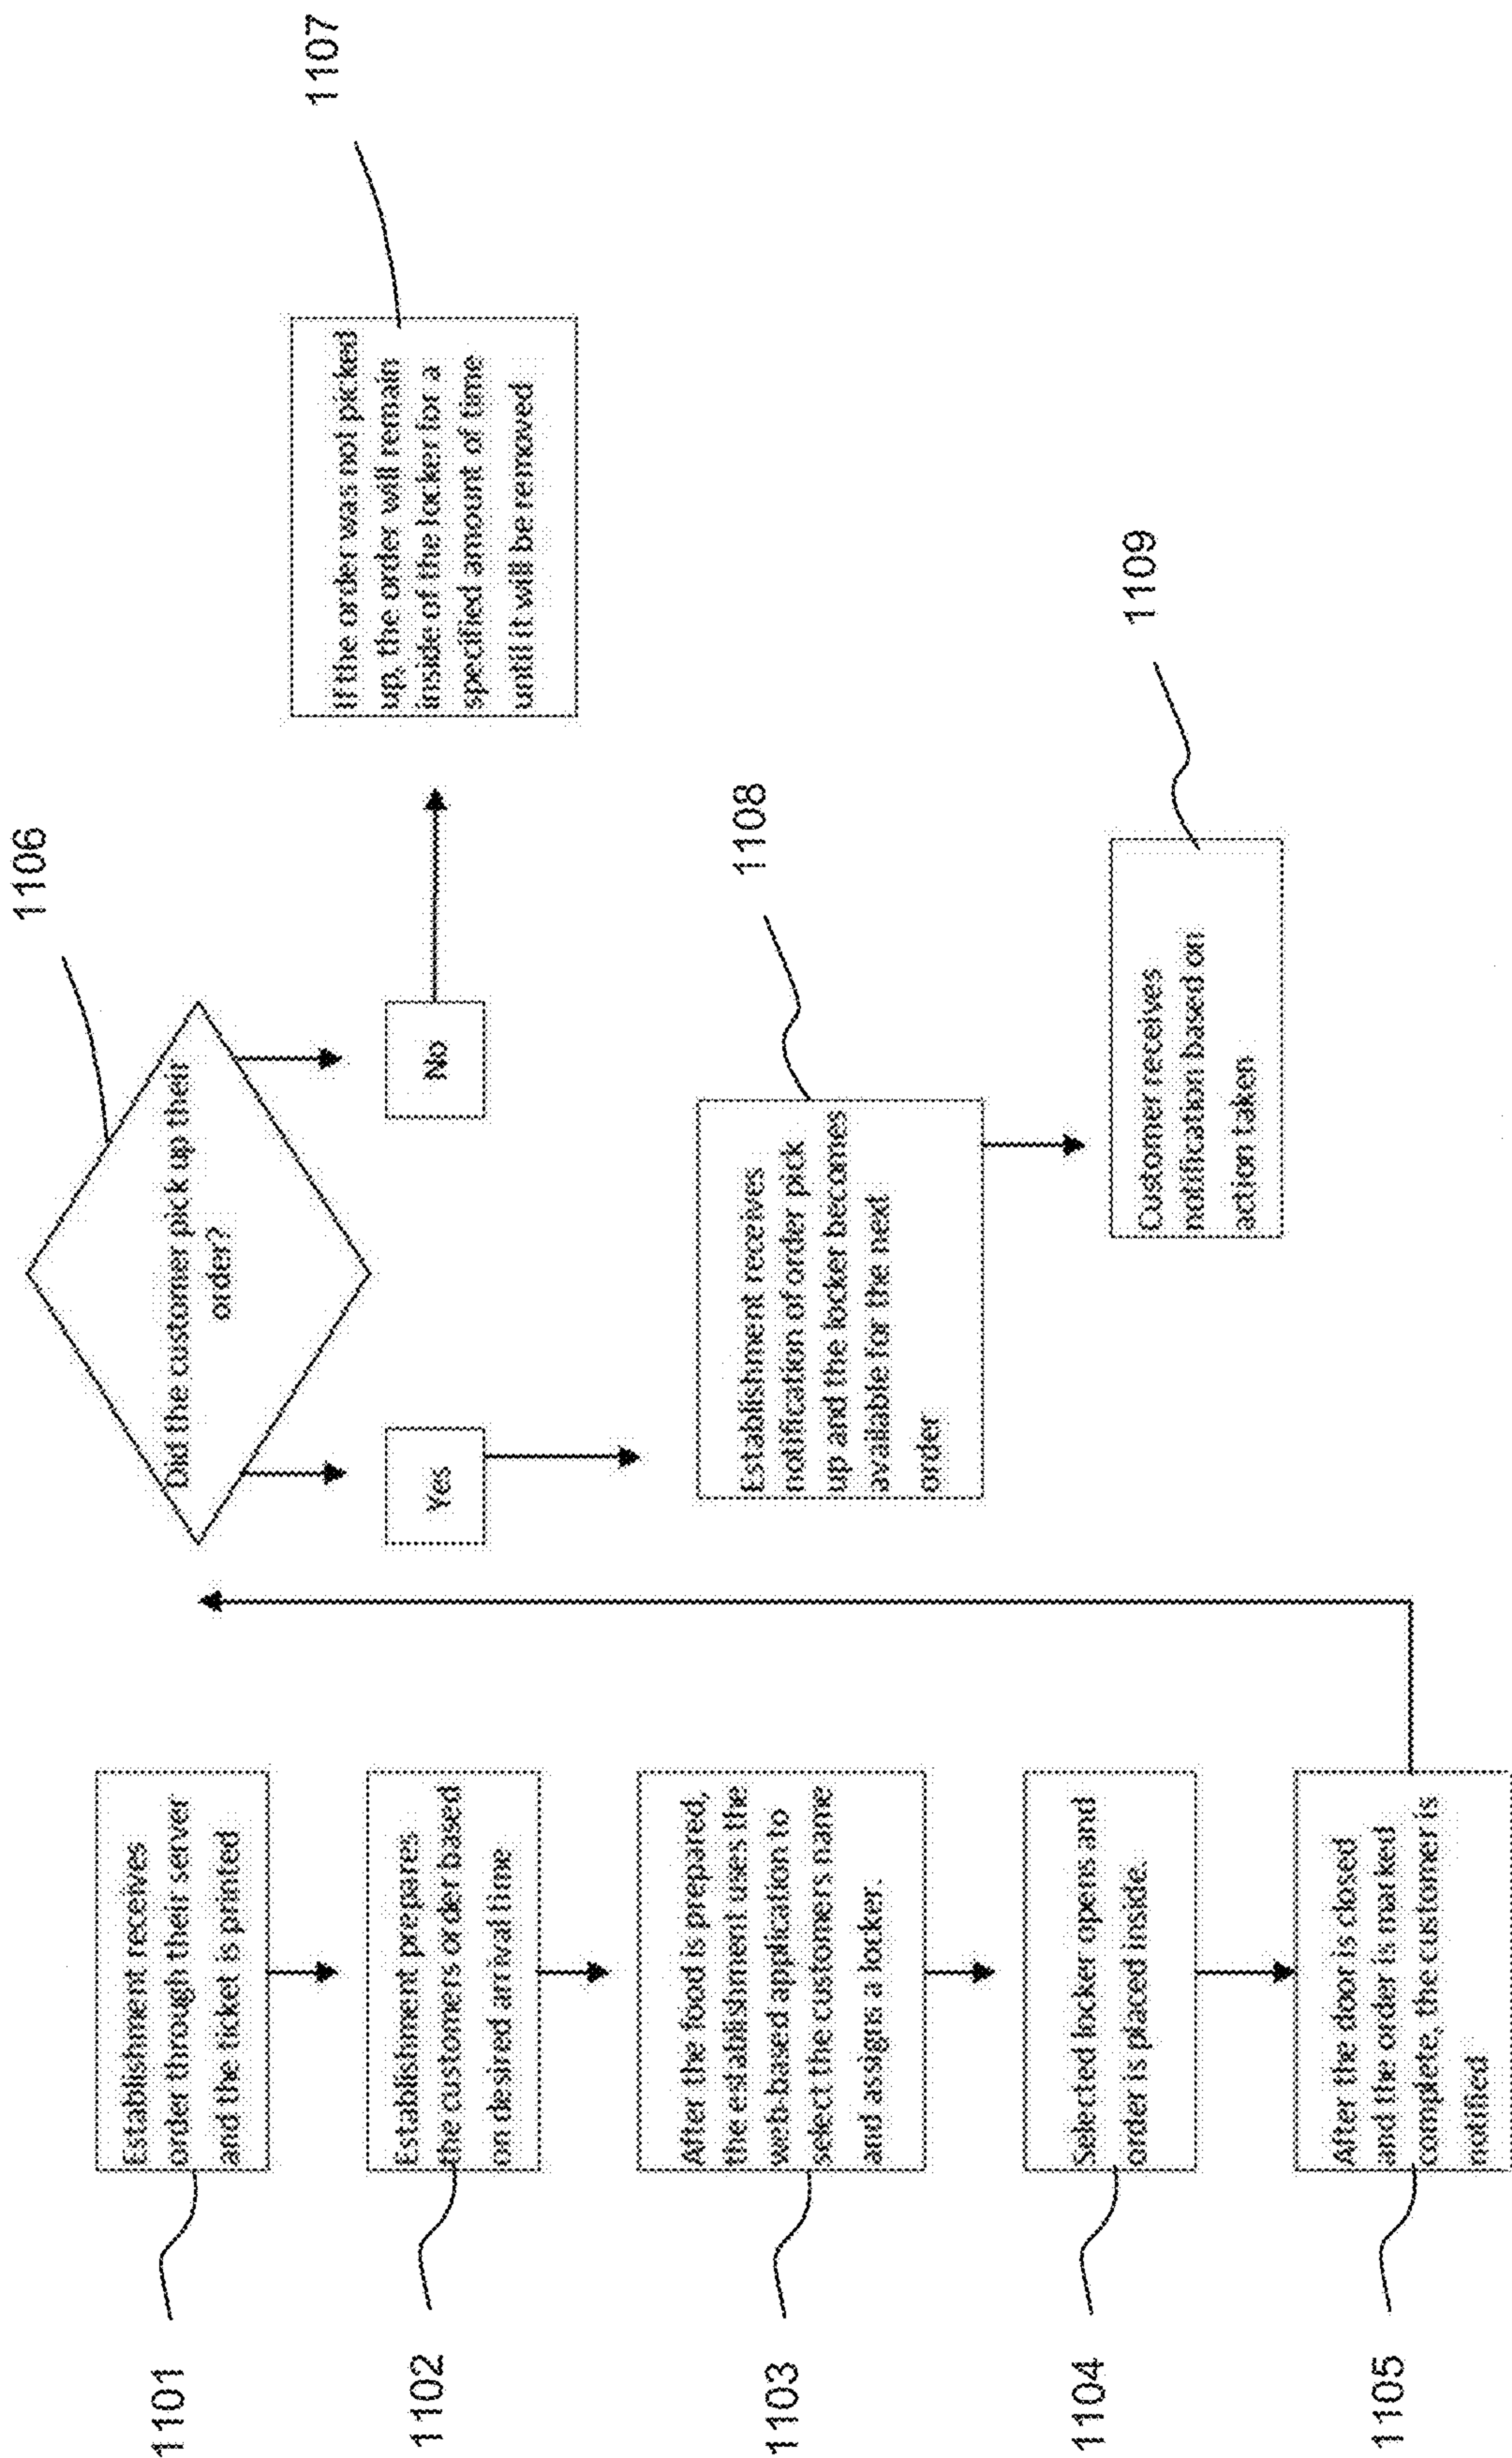 1101
Establishment receives
order through their server
and the ticket is printed
1102
Establishment prepares
the customers order based
on desired arrival time
1103
After the food is prepared,
the establishment uses the
web-based application to
select the customers name
and assigns a locker.
1104
Selected locker opens and
order is placed inside.
1105
After the door is closed
and the order is marked
complete, the customer is
notified
1106
Did the customer pick up their
order?
Yes
No
1107
If the order was not picked
up, the order will remain
inside of the locker for a
specified amount of time
until it will be removed
1108
Establishment receives
notification of order pick
up and the locker becomes
available for the next
order
1109
Customer receives
notification based on
action taken